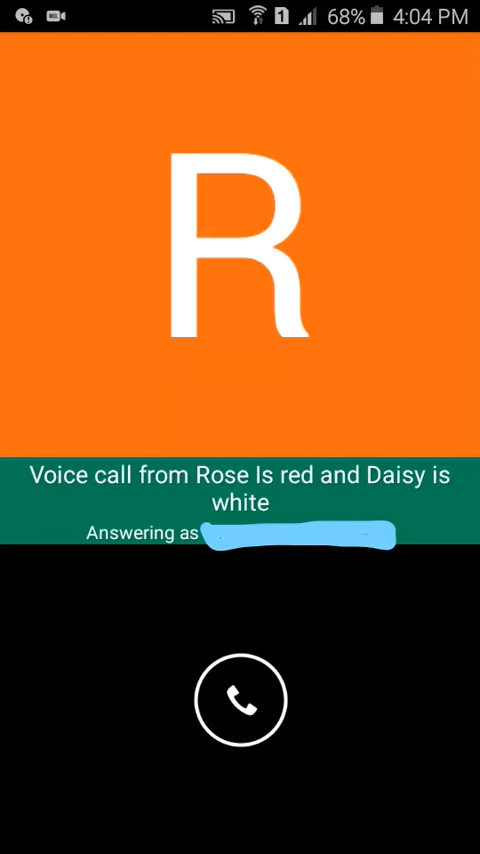 68% 4:04 PM
R
Voice call from Rose Is red and Daisy is
white
Answering as